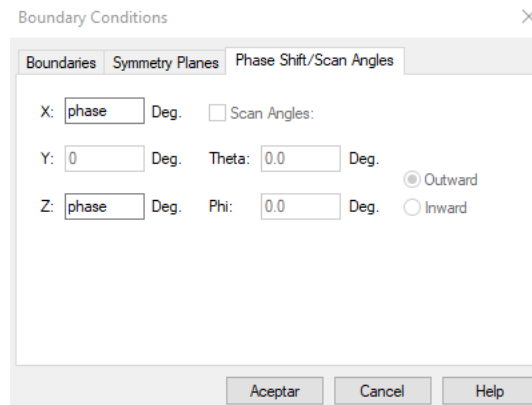 Boundary Conditions
Boundaries Symmetry Planes Phase Shift/Scan Angles
X: phase Deg. Scan Angles:
Y: 0 Deg. Theta: 0.0 Deg.
Outward
Z: phase Deg. Phi: 0.0 Deg.
Inward
Aceptar Cancel Help